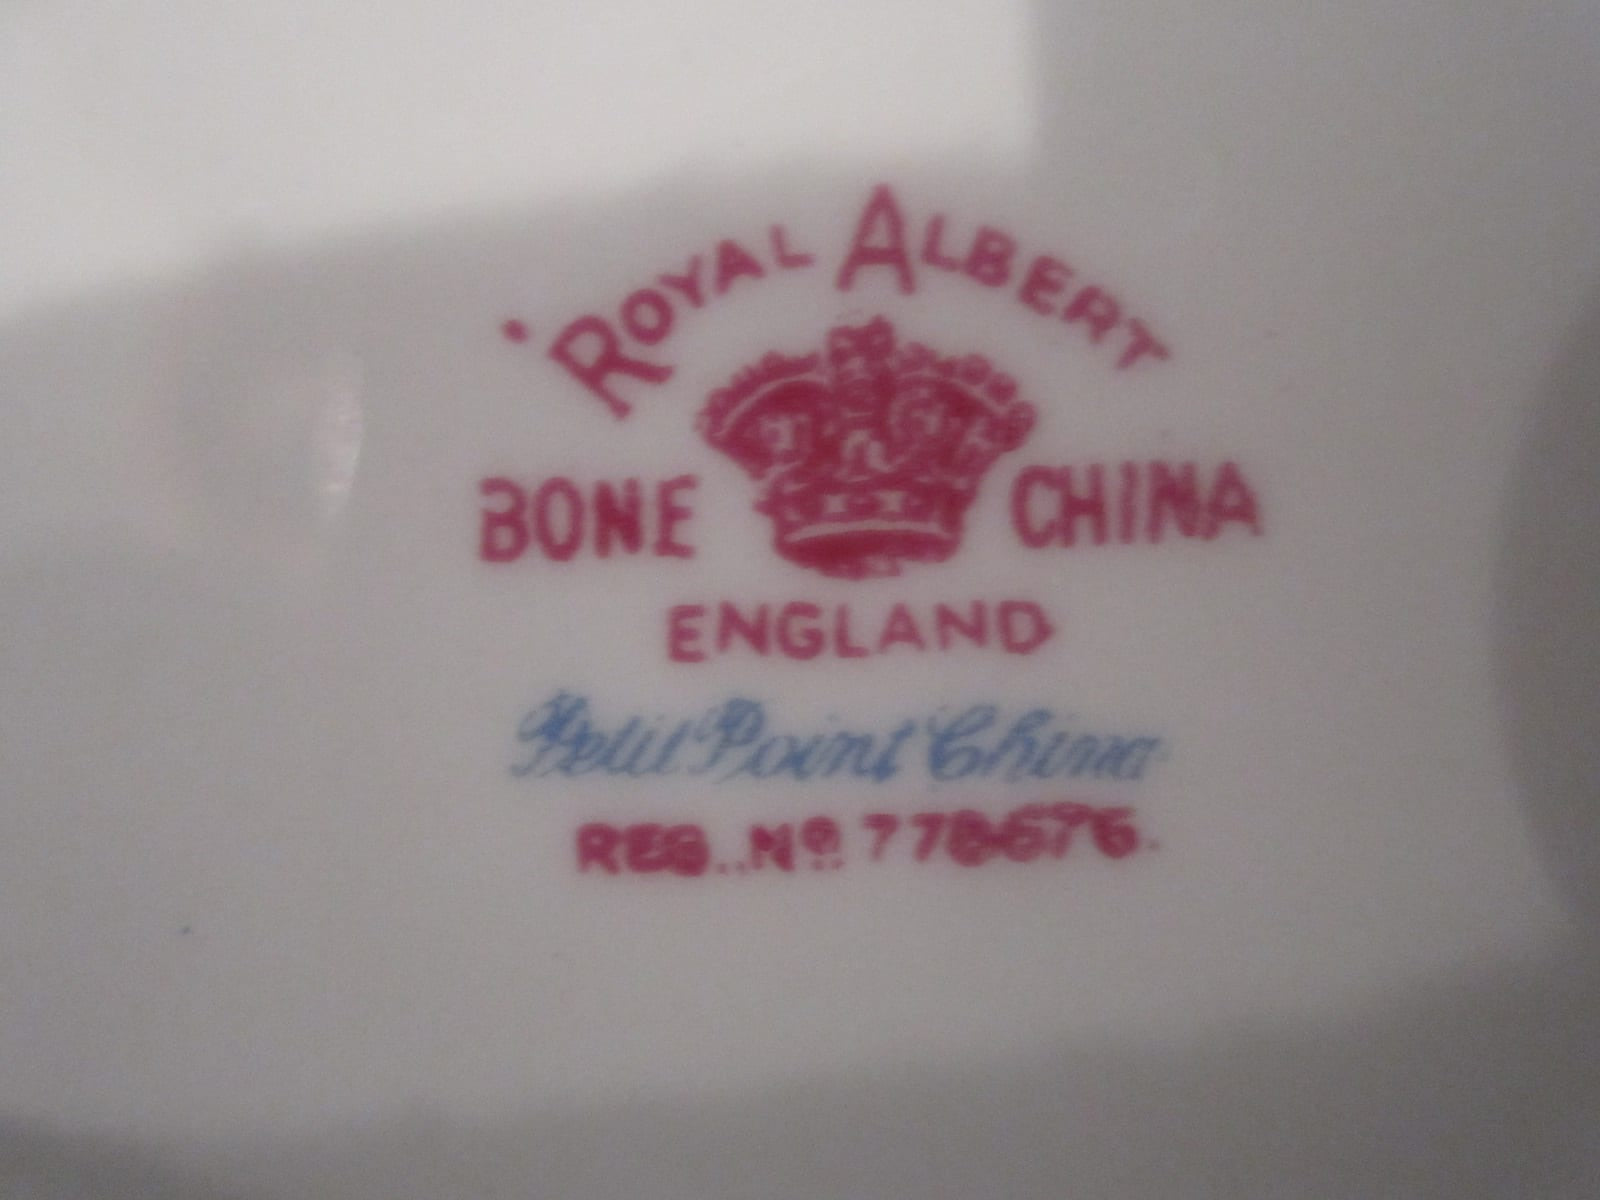 ROYAL ALBERT
BONE CHINA
ENGLAND
Petit Point China
REG. No. 778676.